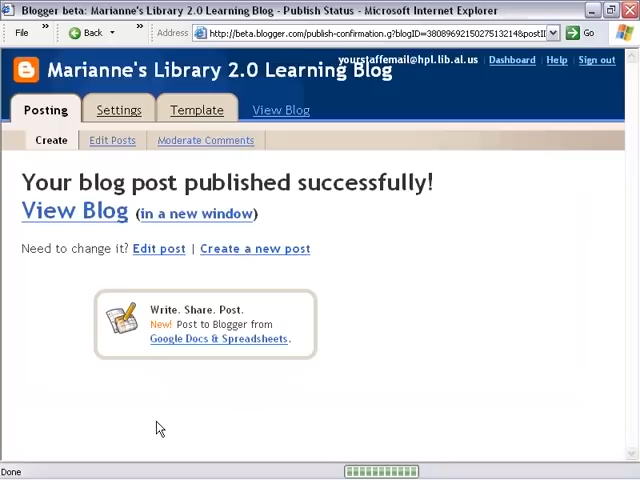 Blogger beta: Marianne's Library 2.0 Learning Blog - Publish Status - Microsoft Internet Explorer
File » Back » Address http://beta.blogger.com/publish-confirmation.g?blogID=3808969215027513214&postII Go
yourstaffemail@hpl.lib.al.us | Dashboard | Help | Sign out
Marianne's Library 2.0 Learning Blog
Posting Settings Template View Blog
Create Edit Posts Moderate Comments
Your blog post published successfully!
View Blog (in a new window)
Need to change it? Edit post | Create a new post
Write. Share. Post.
New! Post to Blogger from
Google Docs & Spreadsheets.
Done